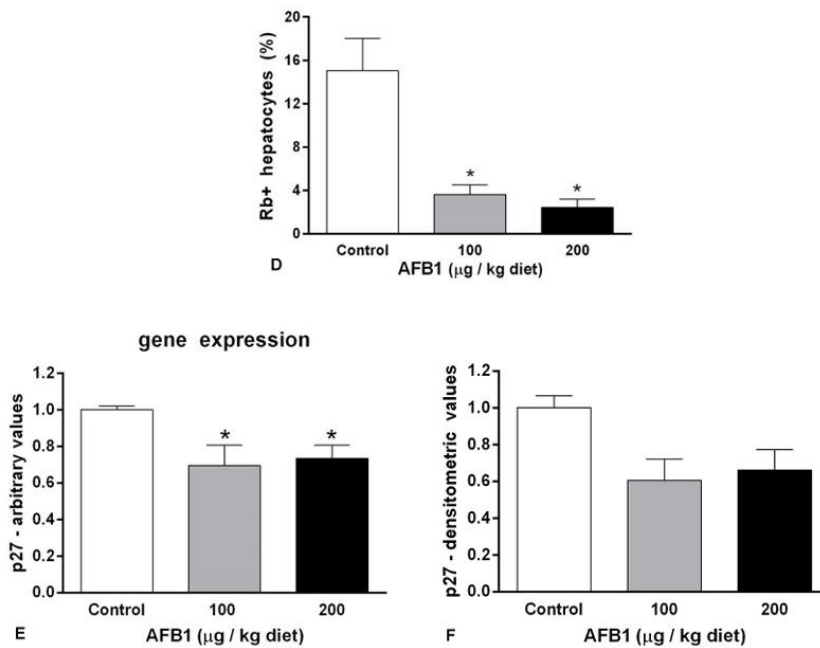 Rb+ hepatocytes (%)
20
16
12
8
4
0
*
*
Control
100
200
D
AFB1 (µg / kg diet)
gene expression
p27 - arbitrary values
1.2
1.0
0.8
0.6
0.4
0.2
0.0
*
*
Control
100
200
E
AFB1 (µg / kg diet)
p27 - densitometric values
1.2
1.0
0.8
0.6
0.4
0.2
0.0
Control
100
200
F
AFB1 (µg / kg diet)